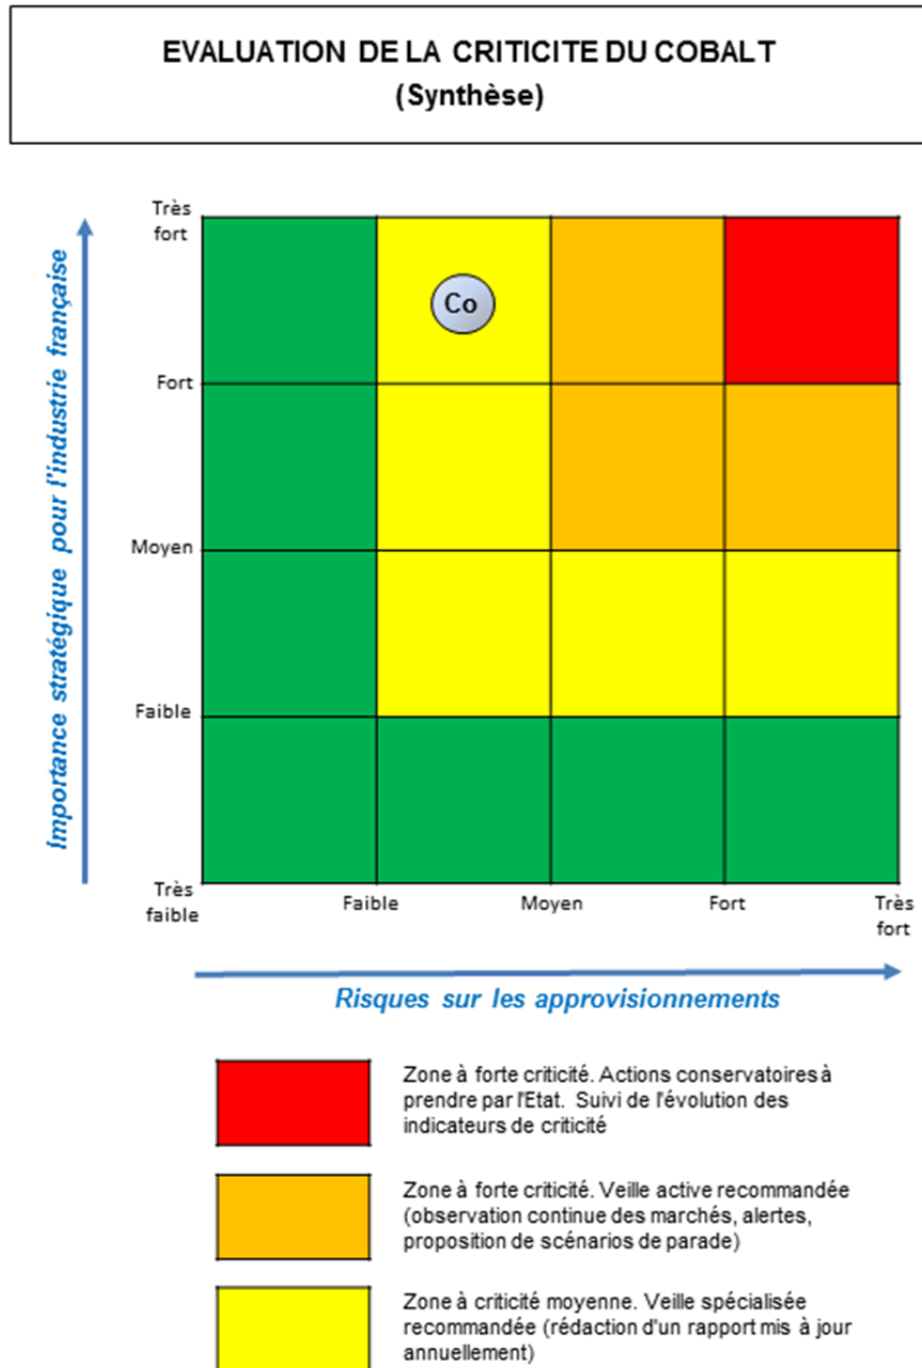 EVALUATION DE LA CRITICITE DU COBALT
(Synthèse)
Très
fort
Co
Fort
Moyen
Faible
Très
faible
Importance stratégique pour l'industrie française
Faible
Moyen
Fort
Très
fort
Risques sur les approvisionnements
Zone à forte criticité. Actions conservatoires à
prendre par l'Etat. Suivi de l'évolution des
indicateurs de criticité
Zone à forte criticité. Veille active recommandée
(observation continue des marchés, alertes,
proposition de scénarios de parade)
Zone à criticité moyenne. Veille spécialisée
recommandée (rédaction d'un rapport mis à jour
annuellement)